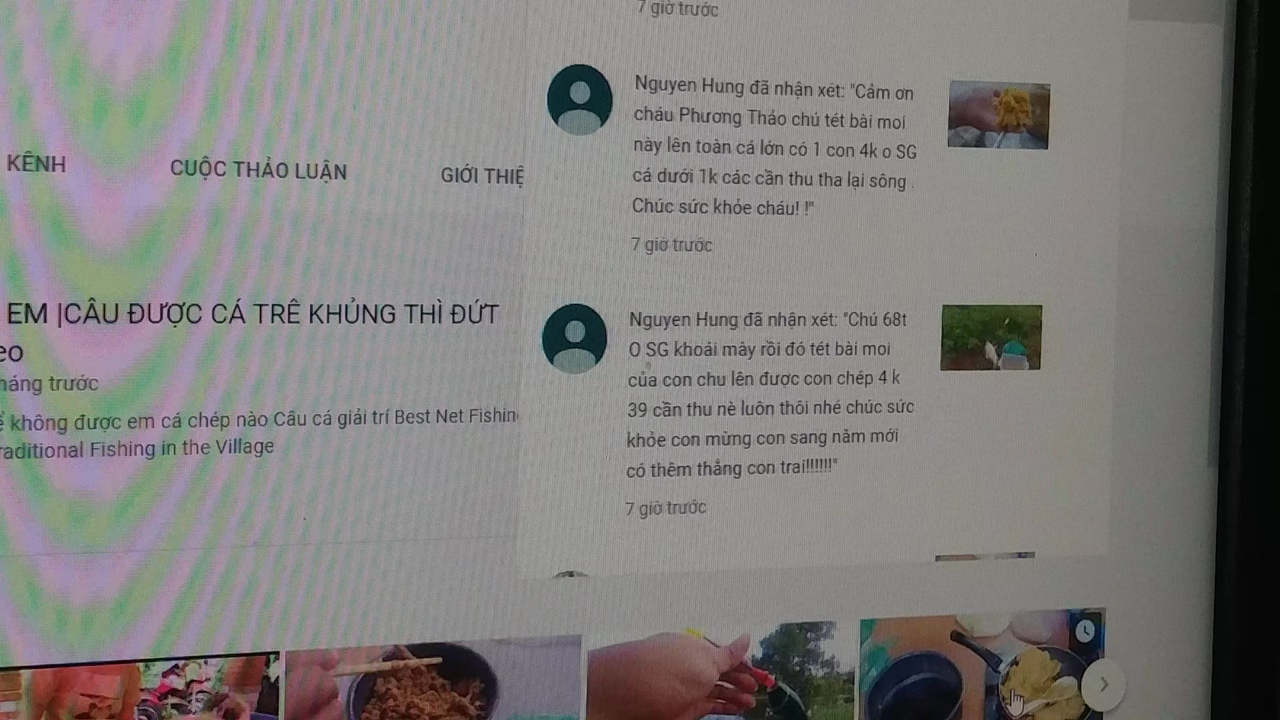 7 giờ trước
Nguyen Hung đã nhận xét: "Cảm ơn
cháu Phương Thảo chú tét bài moi
này lên toàn cá lớn có 1 con 4k o SG
cá dưới 1k các cần thu tha lại sông .
Chúc sức khỏe cháu! !"
7 giờ trước
KÊNH
CUỘC THẢO LUẬN
GIỚI THIỆ
EM |CÂU ĐƯỢC CÁ TRÊ KHỦNG THÌ ĐỨT
eo
háng trước
ể không được em cá chép nào Câu cá giải trí Best Net Fishin
raditional Fishing in the Village
Nguyen Hung đã nhận xét: "Chú 68t
O SG khoải mày rồi đó tét bài moi
của con chu lên được con chép 4 k
39 cần thu nè luôn thôi nhé chúc sức
khỏe con mừng con sang năm mới
có thêm thằng con trai!!!!!!!"
7 giờ trước